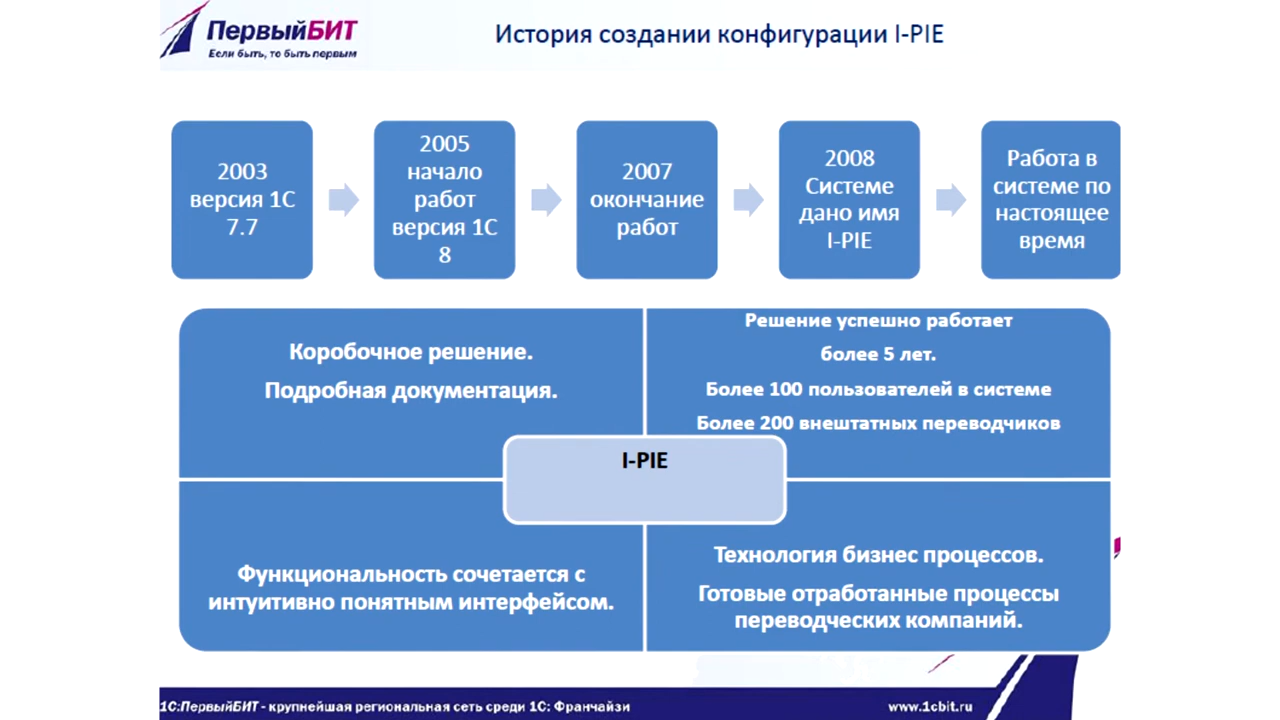 ПервыйБИТ
Если быть, то быть первым
История создании конфигурации I-PIE
2003
версия 1С
7.7
2005
начало
работ
версия 1С
8
2007
окончание
работ
2008
Системе
дано имя
I-PIE
Работа в
системе по
настоящее
время
Коробочное решение.
Подробная документация.
Решение успешно работает
более 5 лет.
Более 100 пользователей в системе
Более 200 внештатных переводчиков
I-PIE
Функциональность сочетается с
интуитивно понятным интерфейсом.
Технология бизнес процессов.
Готовые отработанные процессы
переводческих компаний.
1С:ПервыйБИТ - крупнейшая региональная сеть среди 1С: Франчайзи
www.1cbit.ru